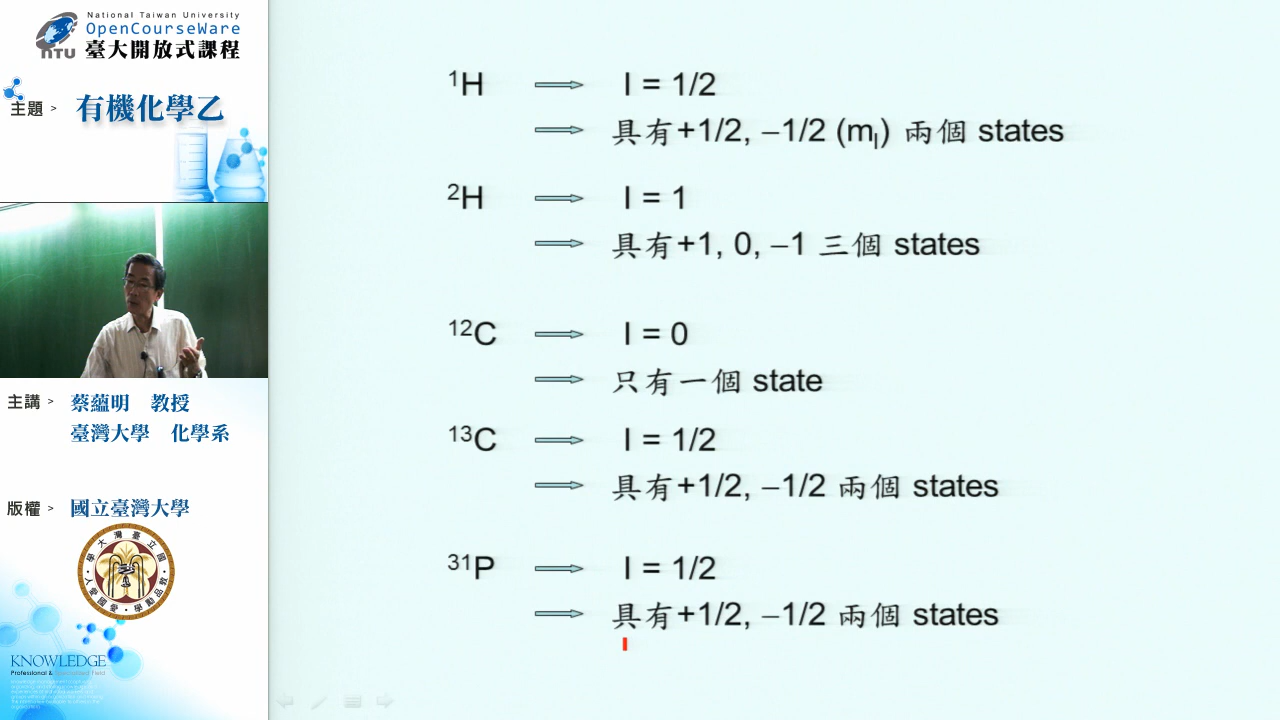 National Taiwan University
OpenCourseWare
NTU 臺大開放式課程
主題 > 有機化學乙
主講 > 蔡蘊明 教授
臺灣大學 化學系
版權 > 國立臺灣大學
KNOWLEDGE
¹H I = 1/2
具有+1/2, –1/2 (mI) 兩個 states
²H I = 1
具有+1, 0, –1 三個 states
¹²C I = 0
只有一個 state
¹³C I = 1/2
具有+1/2, –1/2 兩個 states
³¹P I = 1/2
具有+1/2, –1/2 兩個 states